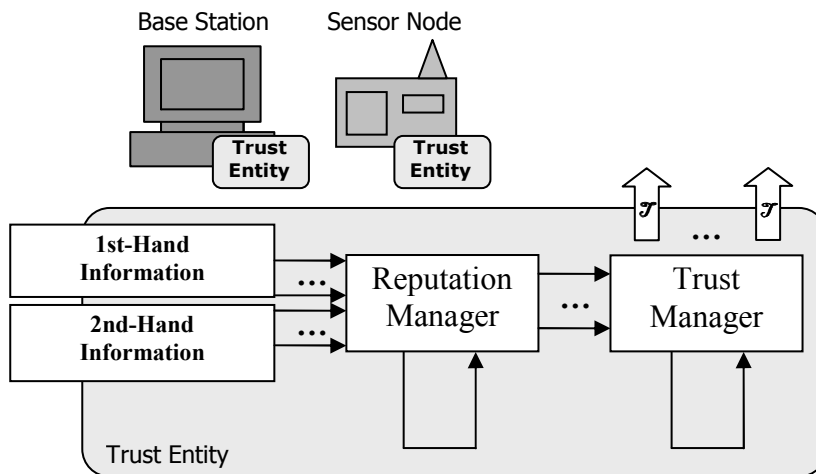 Base Station
Sensor Node
Trust
Entity
Trust
Entity
𝒯
𝒯
...
1st-Hand
Information
...
2nd-Hand
Information
...
Reputation
Manager
...
Trust
Manager
Trust Entity